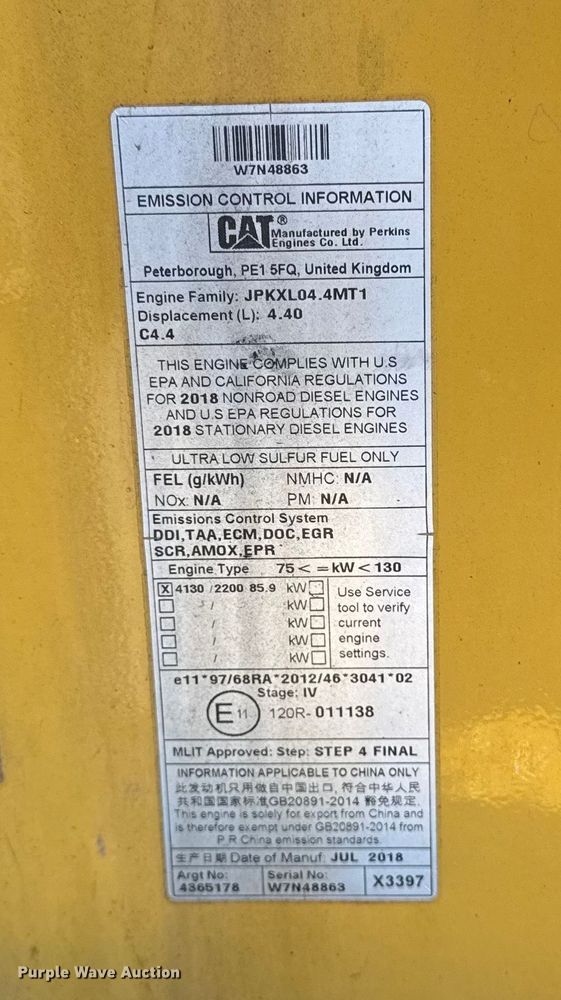 W7N48863
EMISSION CONTROL INFORMATION
CAT® Manufactured by Perkins
Engines Co. Ltd.
Peterborough, PE1 5FQ, United Kingdom
Engine Family: JPKXL04.4MT1
Displacement (L): 4.40
C4.4
THIS ENGINE COMPLIES WITH U.S
EPA AND CALIFORNIA REGULATIONS
FOR 2018 NONROAD DIESEL ENGINES
AND U.S EPA REGULATIONS FOR
2018 STATIONARY DIESEL ENGINES
ULTRA LOW SULFUR FUEL ONLY
FEL (g/kWh) NMHC: N/A
NOx: N/A PM: N/A
Emissions Control System
DDI,TAA,ECM,DOC,EGR
SCR,AMOX,EPR
Engine Type 75 < = kW < 130
X 4130 / 2200 85.9 kW
/ kW
/ kW
/ kW
/ kW
Use Service
tool to verify
current
engine
settings.
e11*97/68RA*2012/46*3041*02
Stage: IV
E11 120R- 011138
MLIT Approved: Step: STEP 4 FINAL
INFORMATION APPLICABLE TO CHINA ONLY
此发动机只用做自中国出口, 符合中华人民
共和国国家标准GB20891-2014 豁免规定.
This engine is solely for export from China and
is therefore exempt under GB20891-2014 from
P R China emission standards.
生产日期 Date of Manuf: JUL 2018
Argt No: Serial No:
4365178 W7N48863 X3397
Purple Wave Auction